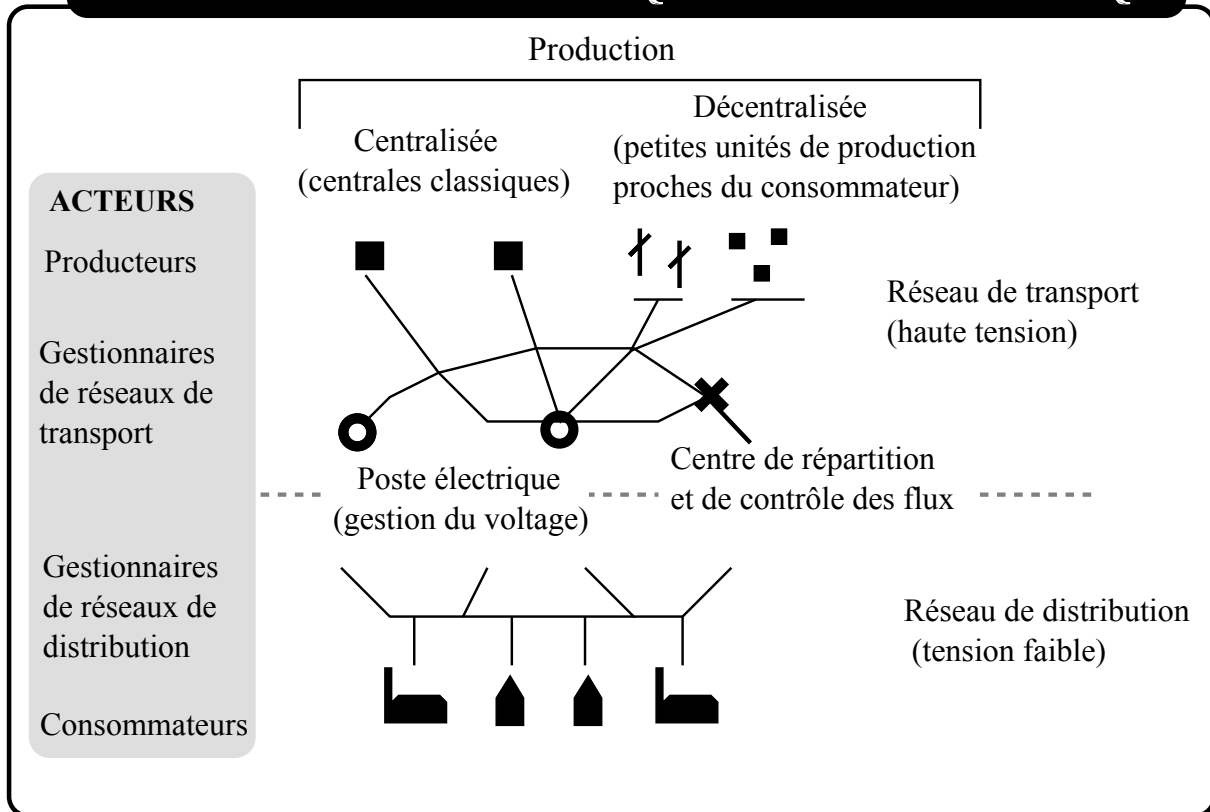 Production
Centralisée
(centrales classiques)
Décentralisée
(petites unités de production
proches du consommateur)
ACTEURS
Producteurs
Réseau de transport
(haute tension)
Gestionnaires
de réseaux de
transport
Centre de répartition
et de contrôle des flux
Poste électrique
(gestion du voltage)
Gestionnaires
de réseaux de
distribution
Réseau de distribution
(tension faible)
Consommateurs